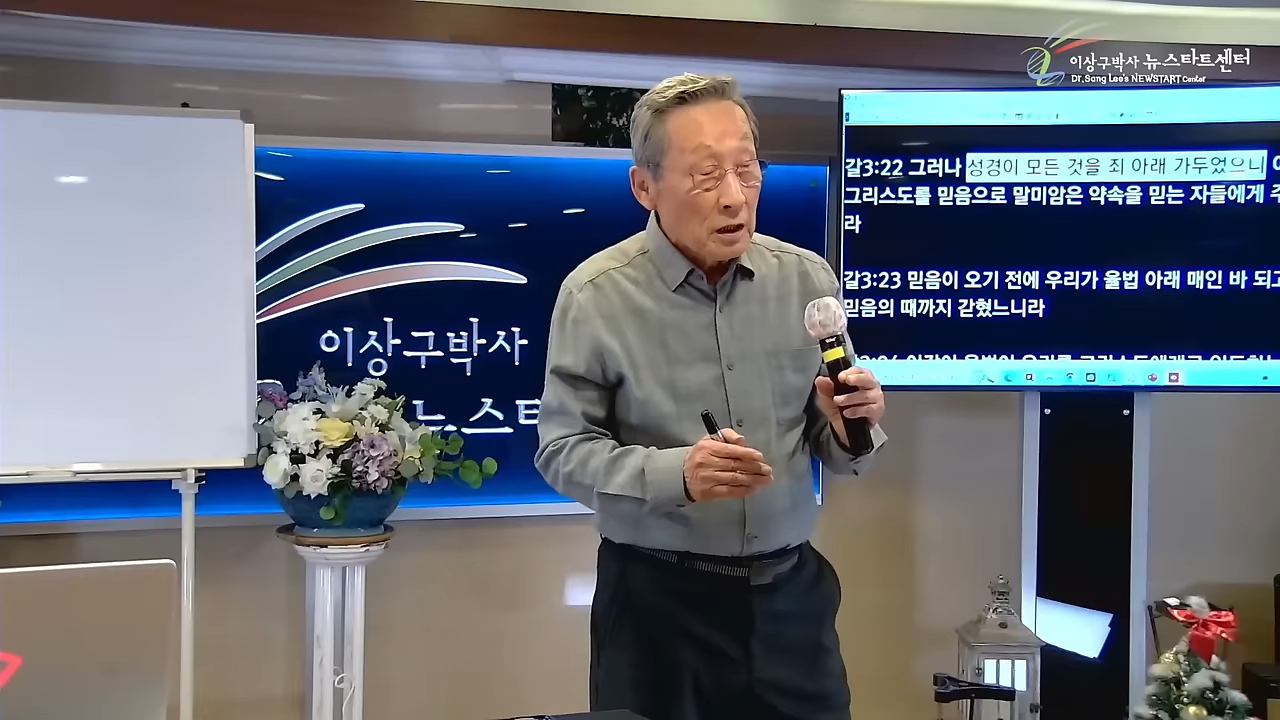 이상구박사 뉴스타트센터
Dr. Sang Lee's NEWSTART Center
갈3:22 그러나 성경이 모든 것을 죄 아래 가두었으니
그리스도를 믿음으로 말미암은 약속을 믿는 자들에게
라
갈3:23 믿음이 오기 전에 우리가 율법 아래 매인 바 되고
믿음의 때까지 갇혔느니라
이상구박사
뉴스타